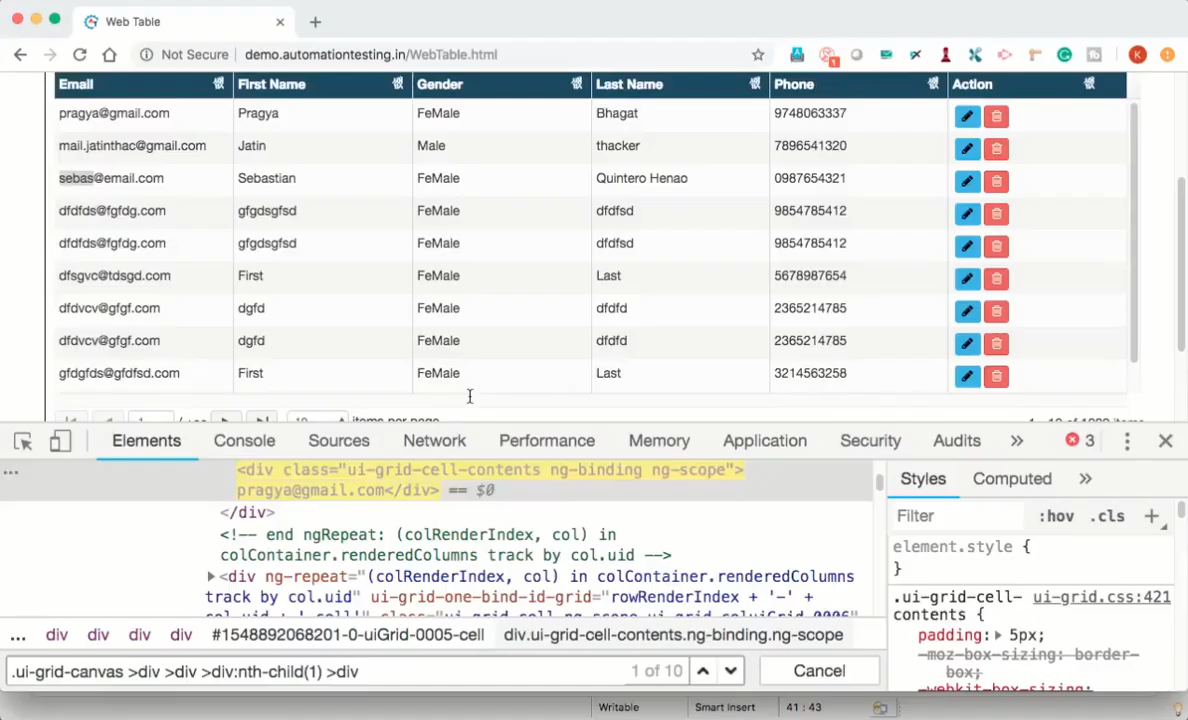 Web Table
Not Secure demo.automationtesting.in/WebTable.html
1
K
Email First Name Gender Last Name Phone Action
pragya@gmail.com Pragya FeMale Bhagat 9748063337
mail.jatinthac@gmail.com Jatin Male thacker 7896541320
sebas@email.com Sebastian FeMale Quintero Henao 0987654321
dfdfds@fgfdg.com gfgdsgfsd FeMale dfdfsd 9854785412
dfdfds@fgfdg.com gfgdsgfsd FeMale dfdfsd 9854785412
dfsgvc@tdsgd.com First FeMale Last 5678987654
dfdvcv@gfgf.com dgfd FeMale dfdfd 2365214785
dfdvcv@gfgf.com dgfd FeMale dfdfd 2365214785
gfdgfds@gfdfsd.com First FeMale Last 3214563258
items per page
Elements Console Sources Network Performance Memory Application Security Audits » 3
... <div class="ui-grid-cell-contents ng-binding ng-scope">
pragya@gmail.com</div> == $0
</div>
<!-- end ngRepeat: (colRenderIndex, col) in
colContainer.renderedColumns track by col.uid -->
<div ng-repeat="(colRenderIndex, col) in colContainer.renderedColumns
track by col.uid" ui-grid-one-bind-id-grid="rowRenderIndex + '-' +
... div div div div #1548892068201-0-uiGrid-0005-cell div.ui-grid-cell-contents.ng-binding.ng-scope
.ui-grid-canvas >div >div >div:nth-child(1) >div 1 of 10 Cancel
Styles Computed »
Filter :hov .cls +
element.style {
}
.ui-grid-cell- ui-grid.css:421
contents {
padding: 5px;
-moz-box-sizing: border-
box;
-webkit-box-sizing:
Writable Smart Insert 41 : 43